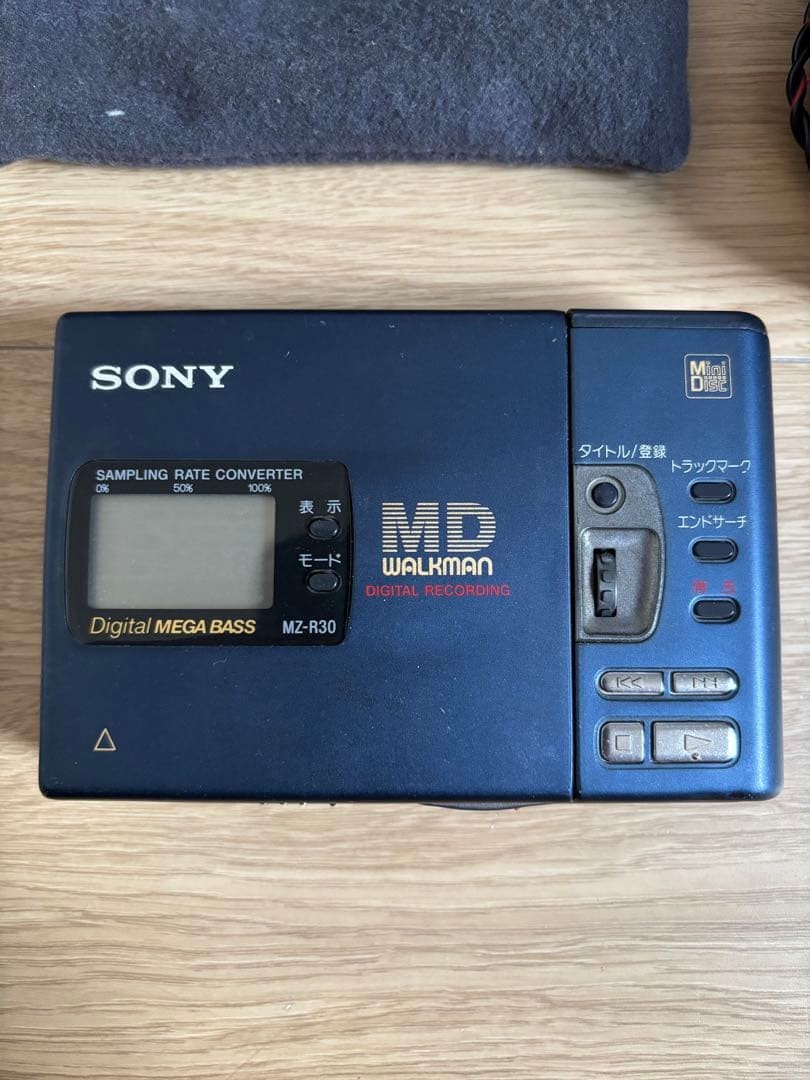 SONY
Mini
Disc
SAMPLING RATE CONVERTER
0% 50% 100%
表示
モード
Digital MEGA BASS MZ-R30
MD
WALKMAN
DIGITAL RECORDING
タイトル/登録
トラックマーク
エンドサーチ
消去